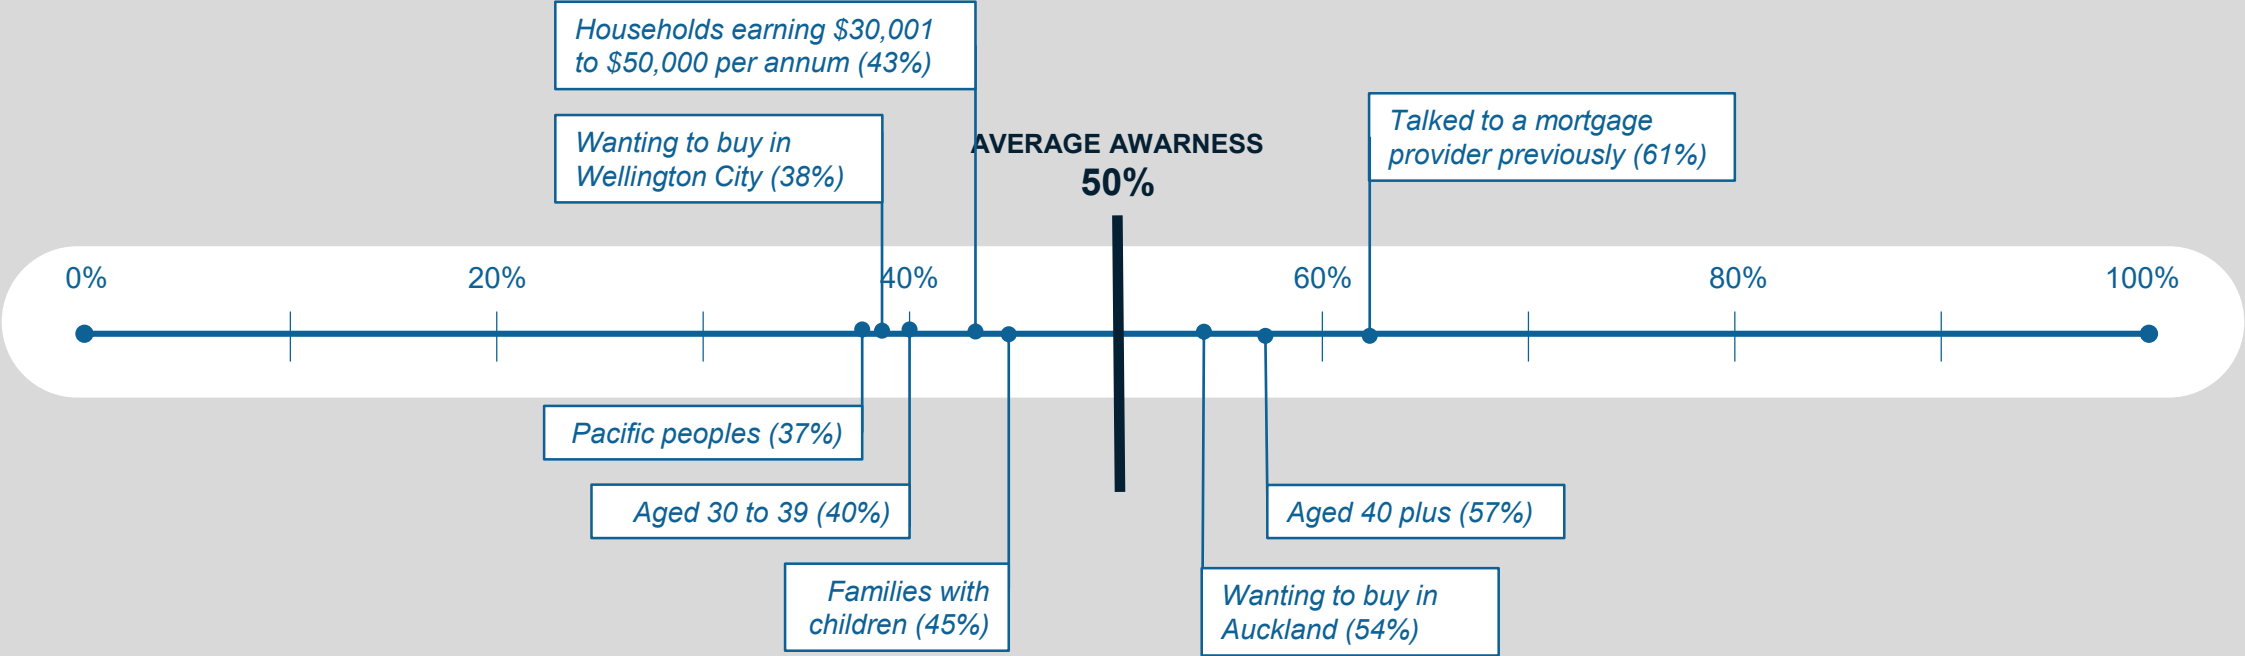 Households earning $30,001
to $50,000 per annum (43%)
Wanting to buy in
Wellington City (38%)
AVERAGE AWARNESS
50%
Talked to a mortgage
provider previously (61%)
0%
20%
40%
60%
80%
100%
Pacific peoples (37%)
Aged 30 to 39 (40%)
Families with
children (45%)
Aged 40 plus (57%)
Wanting to buy in
Auckland (54%)